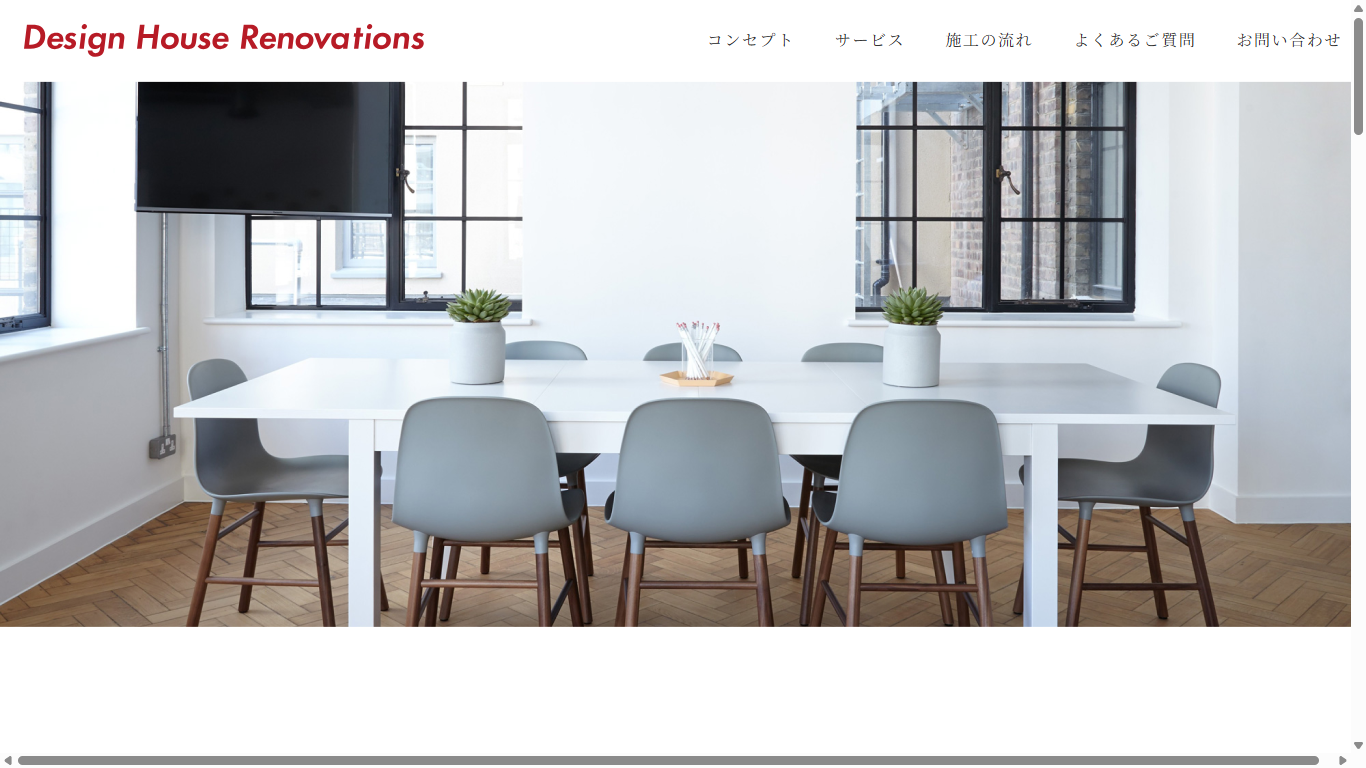 Design House Renovations
コンセプト
サービス
施工の流れ
よくあるご質問
お問い合わせ